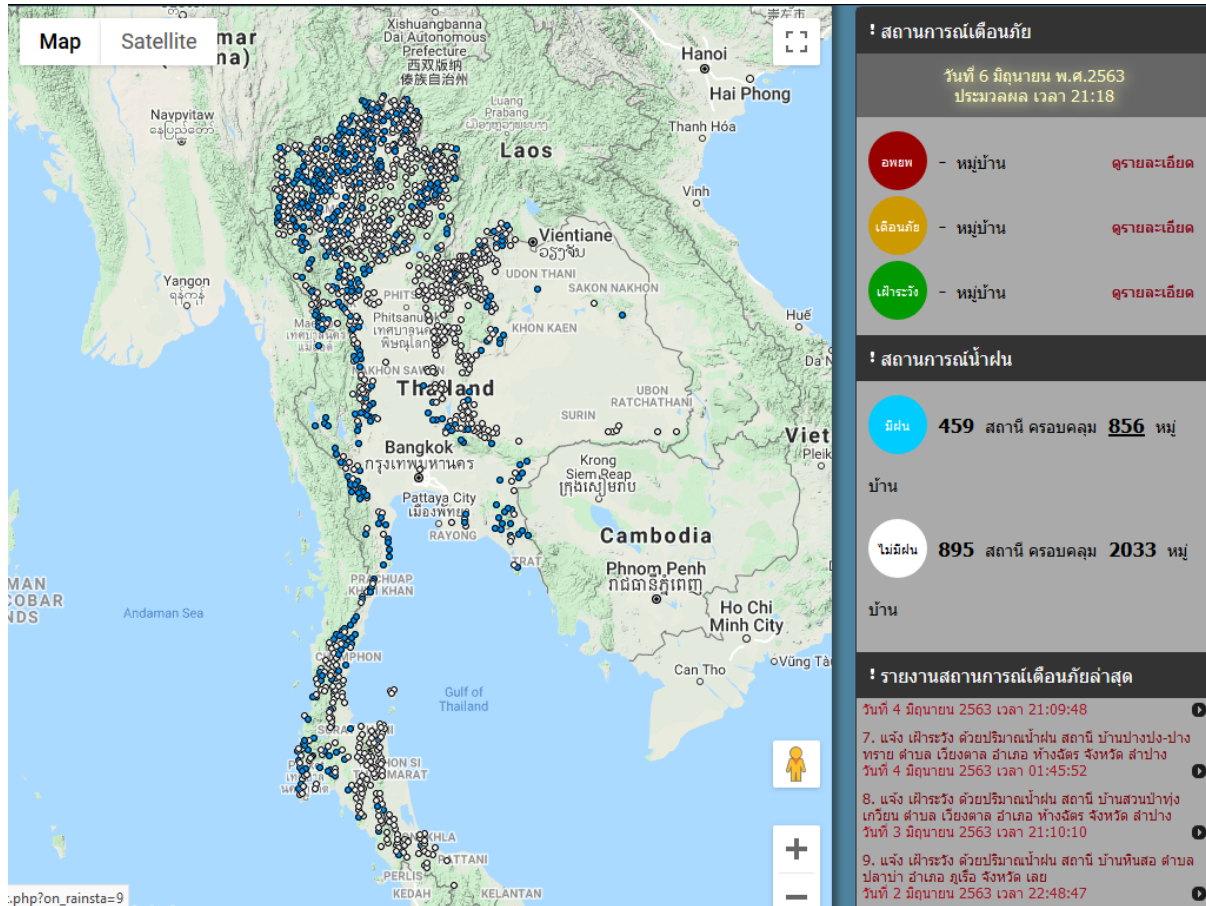 Map
Satellite
Xishuangbanna
Dai Autonomous
Prefecture
西双版纳
傣族自治州
Hanoi
Hai Phong
Naypyitaw
နေပြည်တော်
Luang
Prabang
Thanh Hóa
Laos
Vinh
Vientiane
ວຽງຈັນ
Yangon
ရန်ကုန်
UDON THANI
SAKON NAKHON
Phitsanulok
เทศบาลนคร
พิษณุโลก
KHON KAEN
Huế
Thailand
UBON
RATCHATHANI
SURIN
Bangkok
กรุงเทพมหานคร
Krong
Siem Reap
ក្រុងសៀមរាប
Pattaya City
เมืองพัทยา
RAYONG
TRAT
Cambodia
Phnom Penh
រាជធានីភ្នំពេញ
Ho Chi
Minh City
Andaman Sea
Can Tho
Gulf of
Thailand
PERLIS
KEDAH
KELANTAN
.php?on_rainsta=9
! สถานการณ์เตือนภัย
วันที่ 6 มิถุนายน พ.ศ.2563
ประมวลผล เวลา 21:18
อพยพ - หมู่บ้าน ดูรายละเอียด
เตือนภัย - หมู่บ้าน ดูรายละเอียด
เฝ้าระวัง - หมู่บ้าน ดูรายละเอียด
! สถานการณ์น้ำฝน
มีฝน 459 สถานี ครอบคลุม 856 หมู่
บ้าน
ไม่มีฝน 895 สถานี ครอบคลุม 2033 หมู่
บ้าน
! รายงานสถานการณ์เตือนภัยล่าสุด
วันที่ 4 มิถุนายน 2563 เวลา 21:09:48
7. แจ้ง เฝ้าระวัง ด้วยปริมาณน้ำฝน สถานี บ้านปางปง-ปาง
ทราย ตำบล เวียงตาล อำเภอ ห้างฉัตร จังหวัด ลำปาง
วันที่ 4 มิถุนายน 2563 เวลา 01:45:52
8. แจ้ง เฝ้าระวัง ด้วยปริมาณน้ำฝน สถานี บ้านสวนป่าทุ่ง
เกวียน ตำบล เวียงตาล อำเภอ ห้างฉัตร จังหวัด ลำปาง
วันที่ 3 มิถุนายน 2563 เวลา 21:10:10
9. แจ้ง เฝ้าระวัง ด้วยปริมาณน้ำฝน สถานี บ้านหินสอ ตำบล
ปลาบ่า อำเภอ ภูเรือ จังหวัด เลย
วันที่ 2 มิถุนายน 2563 เวลา 22:48:47